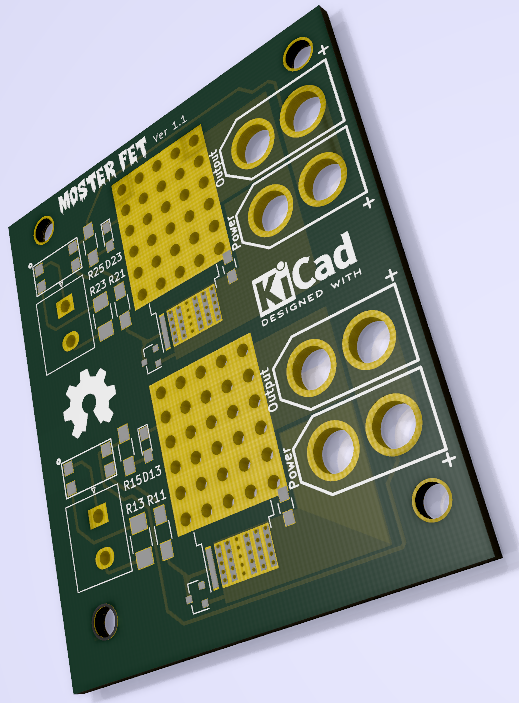 MOSTER FET Ver 1.1
Output
Power
R25 D23
R23 R21
KiCad
DESIGNED WITH
Output
Power
R15 D13
R13 R11
+
+
+
+